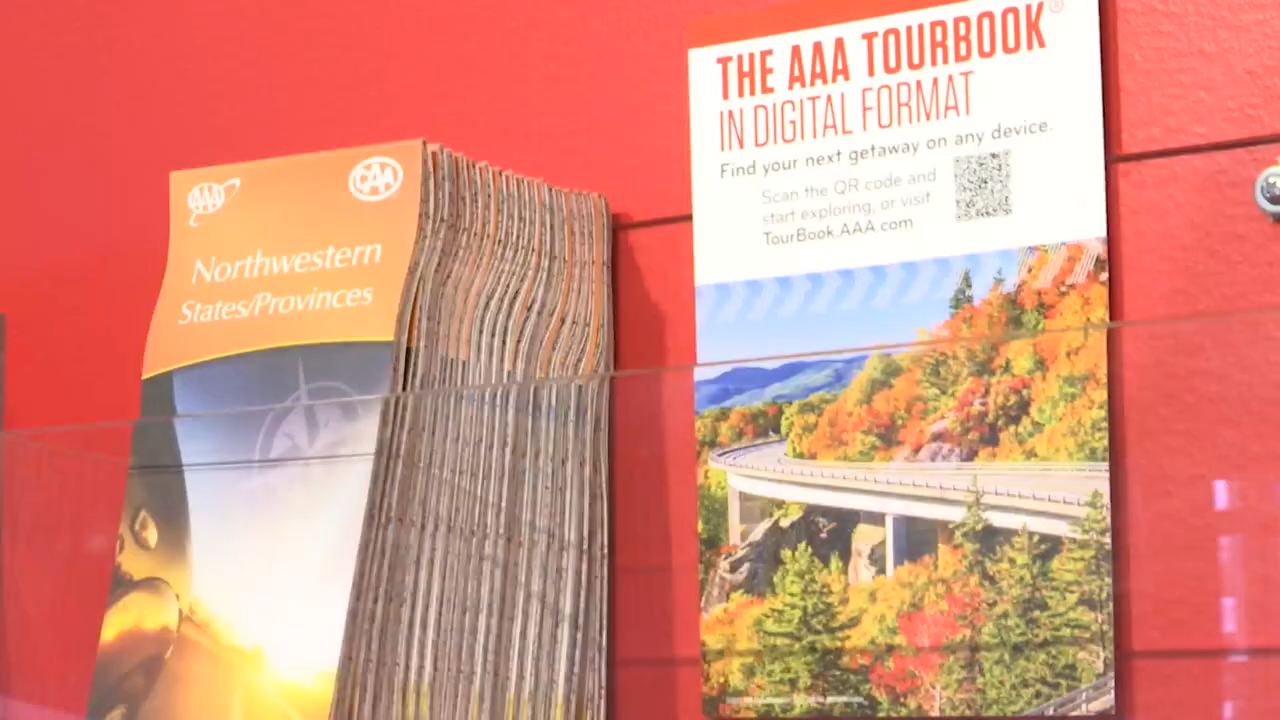 AAA
CAA
Northwestern
States/Provinces
THE AAA TOURBOOK®
IN DIGITAL FORMAT
Find your next getaway on any device.
Scan the QR code and
start exploring, or visit
TourBook.AAA.com